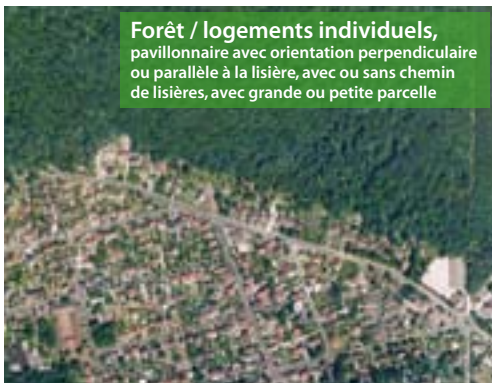 Forêt / logements individuels,
pavillonnaire avec orientation perpendiculaire
ou parallèle à la lisière, avec ou sans chemin
de lisières, avec grande ou petite parcelle